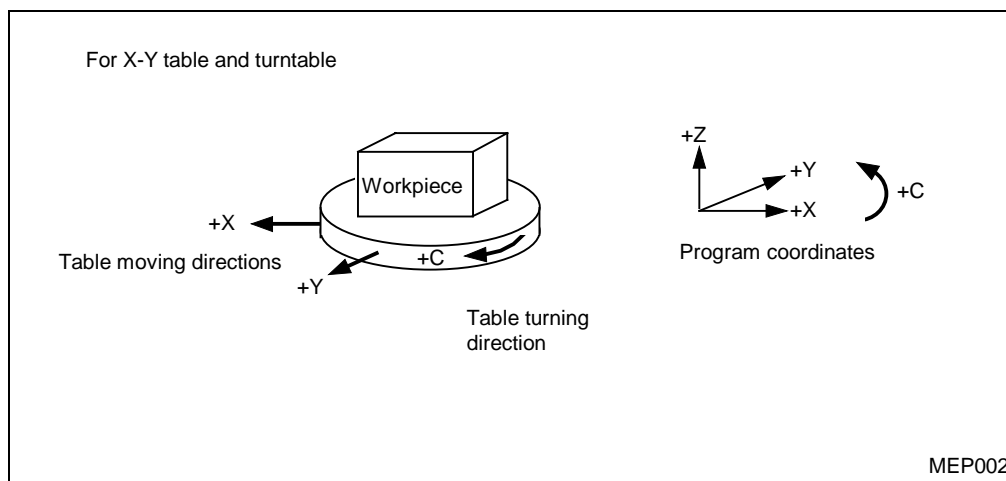 For X-Y table and turntable
Workpiece
+X
Table moving directions
+Y
+C
Table turning
direction
+Z
+Y
+X
+C
Program coordinates
MEP002